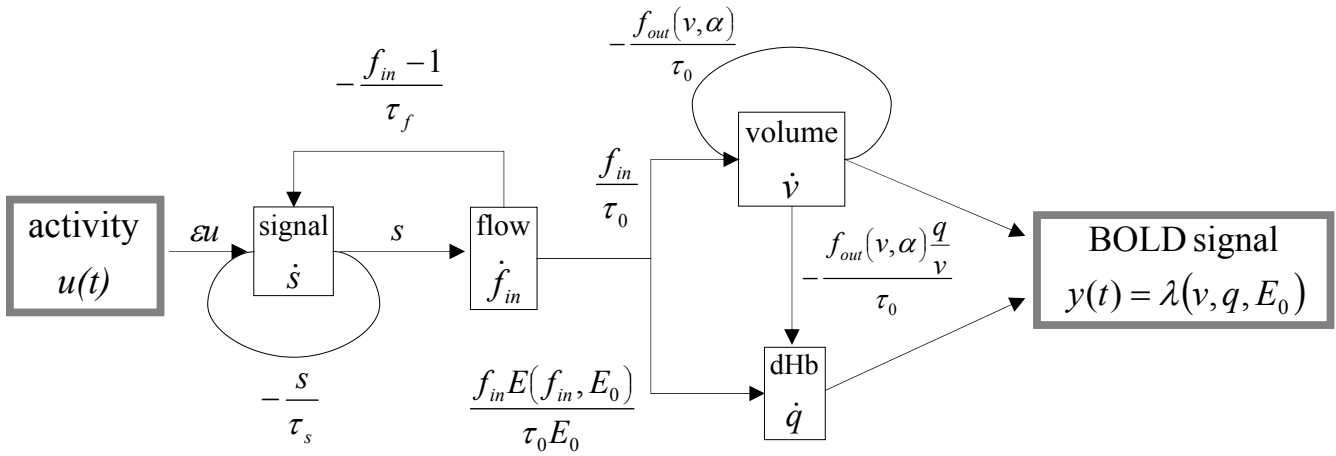 activity
u(t)
εu
signal
ṡ
-s/τ_s
s
-(f_in - 1)/τ_f
flow
ḟ_in
f_in/τ_0
f_in E(f_in, E_0)/(τ_0 E_0)
-f_out(v, α)/τ_0
volume
v̇
-(f_out(v, α) q/v)/τ_0
dHb
q̇
BOLD signal
y(t) = λ(v, q, E_0)